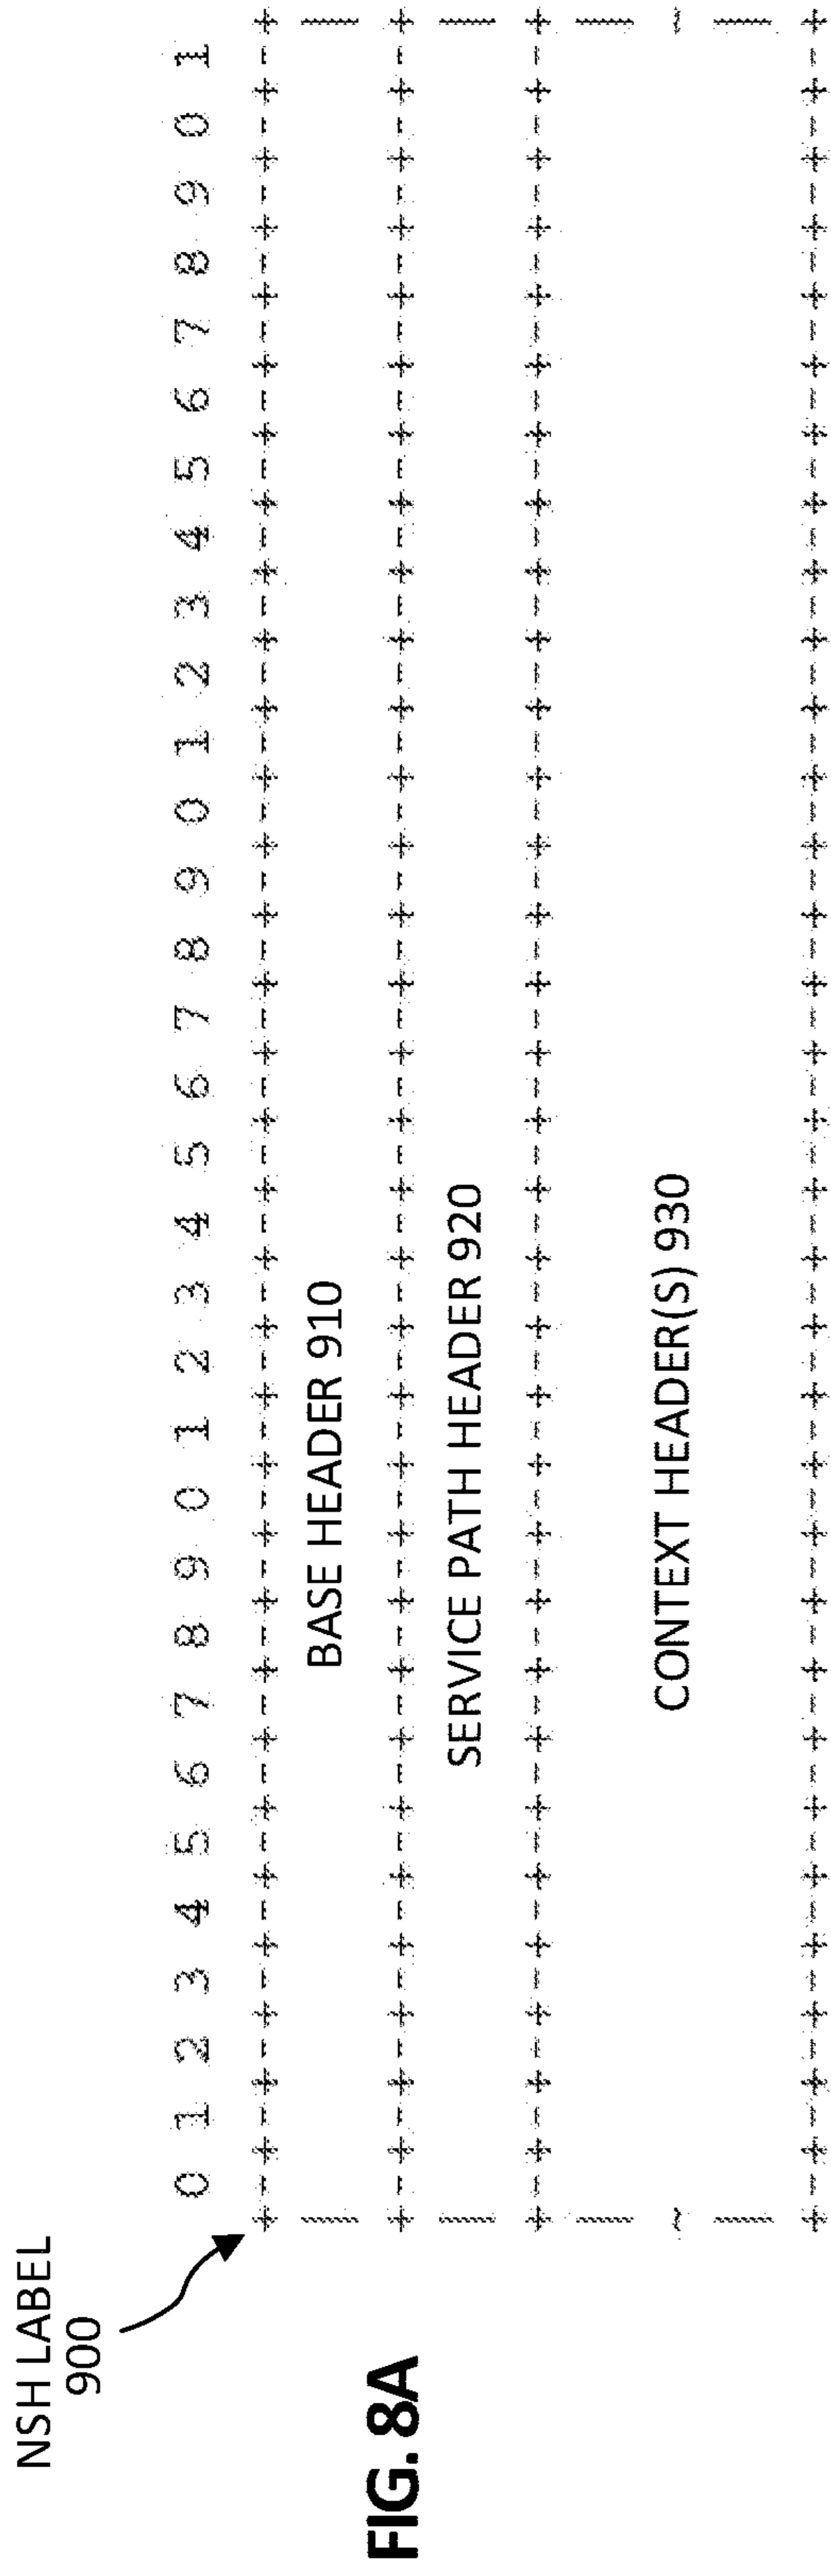 NSH LABEL
900
0 1 2 3 4 5 6 7 8 9 0 1 2 3 4 5 6 7 8 9 0 1 2 3 4 5 6 7 8 9 0 1
BASE HEADER 910
SERVICE PATH HEADER 920
CONTEXT HEADER(S) 930
FIG. 8A